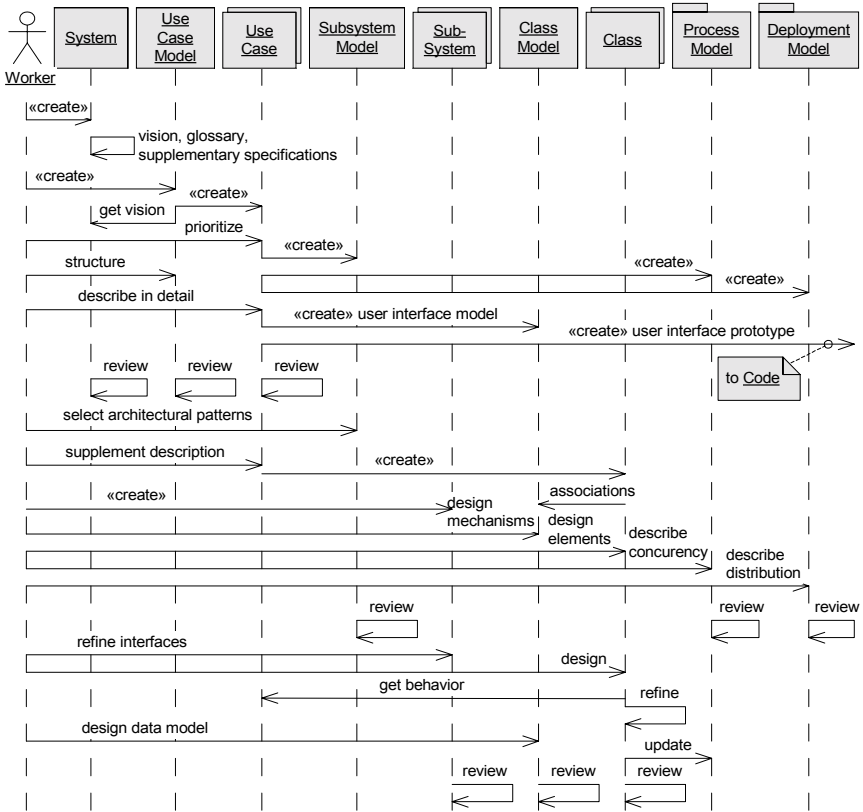 Worker
System
Use
Case
Model
Use
Case
Subsystem
Model
Sub-
System
Class
Model
Class
Process
Model
Deployment
Model
«create»
vision, glossary,
supplementary specifications
«create»
«create»
get vision
prioritize
«create»
structure
«create»
«create»
describe in detail
«create» user interface model
«create» user interface prototype
to Code
review
review
review
select architectural patterns
supplement description
«create»
«create»
associations
design
mechanisms
design
elements
describe
concurency
describe
distribution
review
review
review
refine interfaces
design
get behavior
refine
design data model
update
review
review
review